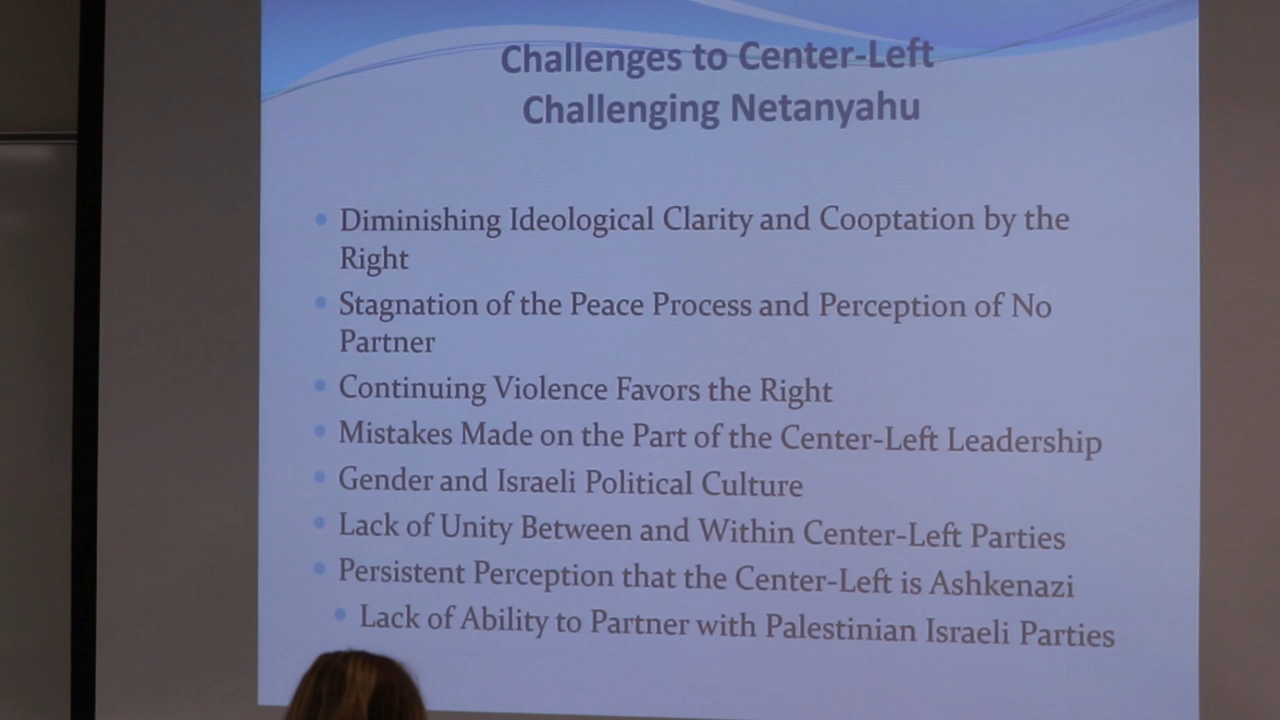 Challenges to Center-Left
Challenging Netanyahu
• Diminishing Ideological Clarity and Cooptation by the
Right
• Stagnation of the Peace Process and Perception of No
Partner
• Continuing Violence Favors the Right
• Mistakes Made on the Part of the Center-Left Leadership
• Gender and Israeli Political Culture
• Lack of Unity Between and Within Center-Left Parties
• Persistent Perception that the Center-Left is Ashkenazi
• Lack of Ability to Partner with Palestinian Israeli Parties